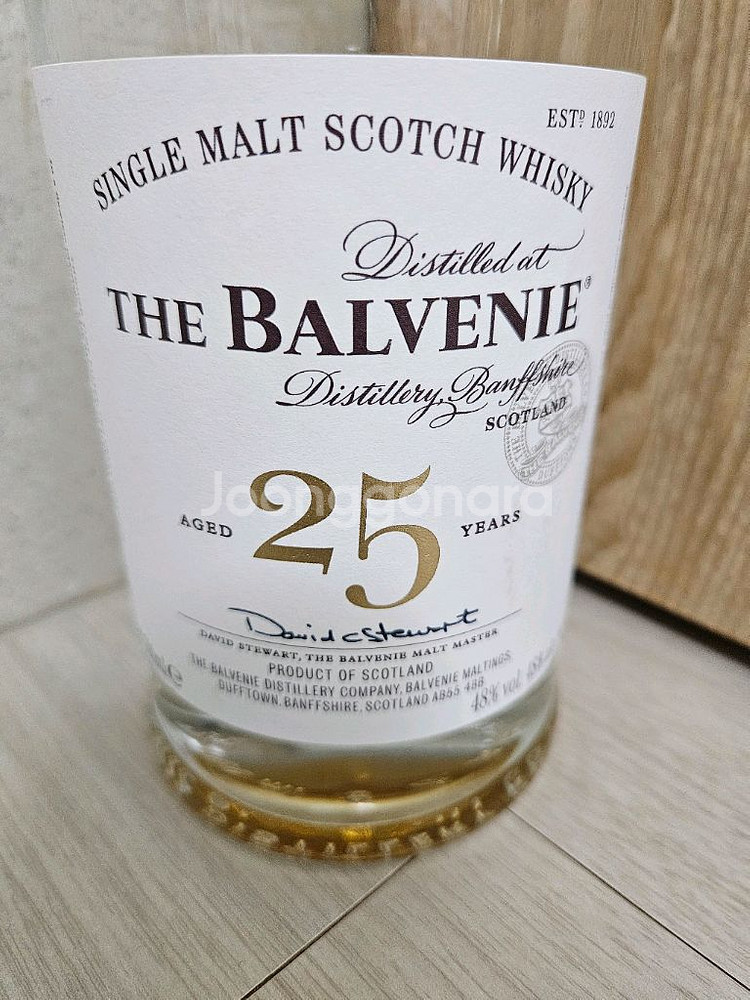 ESTD 1892
SINGLE MALT SCOTCH WHISKY
Distilled at
THE BALVENIE®
Distillery, Banffshire
SCOTLAND
Joonggonara
AGED 25 YEARS
David C Stewart
DAVID STEWART, THE BALVENIE MALT MASTER
PRODUCT OF SCOTLAND
THE BALVENIE DISTILLERY COMPANY, BALVENIE MALTINGS,
DUFFTOWN, BANFFSHIRE, SCOTLAND AB55 4BB
48% vol